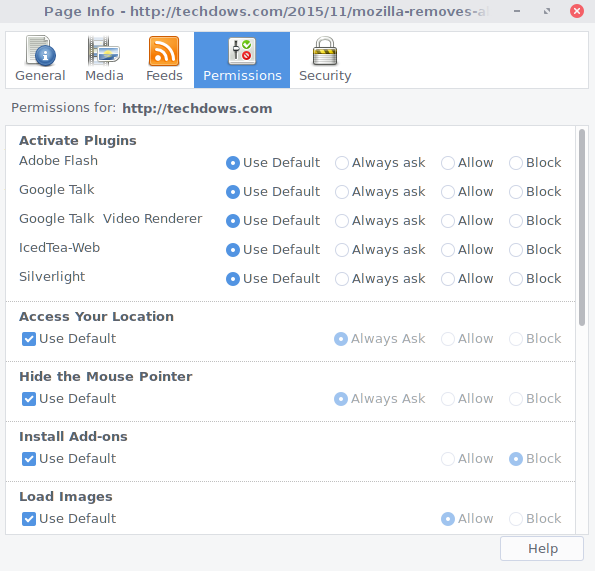 Page Info - http://techdows.com/2015/11/mozilla-removes-a
General Media Feeds Permissions Security
Permissions for: http://techdows.com
Activate Plugins
Adobe Flash Use Default Always ask Allow Block
Google Talk Use Default Always ask Allow Block
Google Talk Video Renderer Use Default Always ask Allow Block
IcedTea-Web Use Default Always ask Allow Block
Silverlight Use Default Always ask Allow Block
Access Your Location
Use Default Always Ask Allow Block
Hide the Mouse Pointer
Use Default Always Ask Allow Block
Install Add-ons
Use Default Allow Block
Load Images
Use Default Allow Block
Help